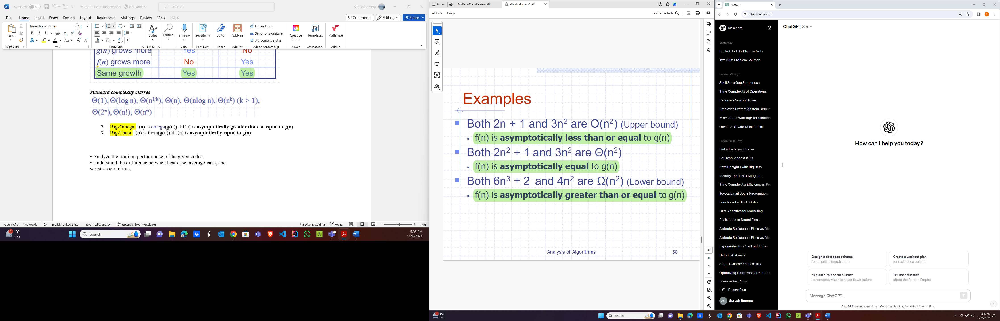 AutoSave Off Midterm Exam Review.docx No Label Search Suresh Bamma
File Home Insert Draw Design Layout References Mailings Review View Help Comments Editing Share
Times New Roman 10
Paste
B I U ab x₂ x² A
A A Aa A A
Styles Editing Dictate Sensitivity Editor Add-ins
Fill and Sign
Send for Signature
Agreement Status
Creative Cloud Templates MathType
Clipboard Font Paragraph Styles Voice Sensitivity Editor Add-ins Adobe Acrobat Sign Adobe officeatwork Add-in
g(n) grows more Yes No
f(n) grows more No Yes
Same growth Yes Yes
Standard complexity classes
Θ(1), Θ(log n), Θ(n^1/k), Θ(n), Θ(nlog n), Θ(n^k) (k > 1),
Θ(2ⁿ), Θ(n!), Θ(nⁿ)
2. Big-Omega: f(n) is omega(g(n)) if f(n) is asymptotically greater than or equal to g(n).
3. Big-Theta: f(n) is theta(g(n)) if f(n) is asymptotically equal to g(n)
• Analyze the runtime performance of the given codes.
• Understand the difference between best-case, average-case, and
worst-case runtime.
Page 1 of 2 405 words English (United States) Text Predictions: On Accessibility: Investigate Display Settings Focus 140%
1°C
Fog
Search
5:06 PM
1/24/2024
Menu MidtermExamReview.pdf 01-Introduction-1.pdf
All tools E-Sign Find text or tools
Examples
Both 2n + 1 and 3n² are O(n²) (Upper bound)
f(n) is asymptotically less than or equal to g(n)
Both 2n² + 1 and 3n² are Θ(n²)
f(n) is asymptotically equal to g(n)
Both 6n³ + 2 and 4n² are Ω(n²) (Lower bound)
f(n) is asymptotically greater than or equal to g(n)
Analysis of Algorithms 38
38
48
1°C
Fog
Search
ChatGPT
chat.openai.com
New chat
Yesterday
Bucket Sort: In-Place or Not?
Two Sum Problem Solution
Previous 7 Days
Shell Sort: Gap Sequences
Time Complexity of Operations
Recursive Sum in Halves
Employee Protection from Retalia
Misconduct Warning: Termination
Queue ADT with DLinkedList
Previous 30 Days
Linked lists, no indexes.
EduTech: Apps & KPIs
Retail Insights with Big Data
Identity Theft Risk Mitigation
Time Complexity: Efficiency in Pro
Toyota Email Spurs Recognition.
Functions by Big-O Order.
Data Analytics for Marketing
Resistance to Dental Floss
Attitude Resistance: Floss vs. Diet
Attitude Resistance: Floss vs. Diet
Exponential for Checkout Time.
Helpful AI Awaits!
Stimuli Characteristics: True
Optimizing Data Transformation S
Learn to Ask Right
Renew Plus
SU Suresh Bamma
ChatGPT 3.5
How can I help you today?
Design a database schema
for an online merch store
Create a workout plan
for resistance training
Explain airplane turbulence
to someone who has never flown before
Tell me a fun fact
about the Roman Empire
Message ChatGPT...
ChatGPT can make mistakes. Consider checking important information.
?
5:06 PM
1/24/2024